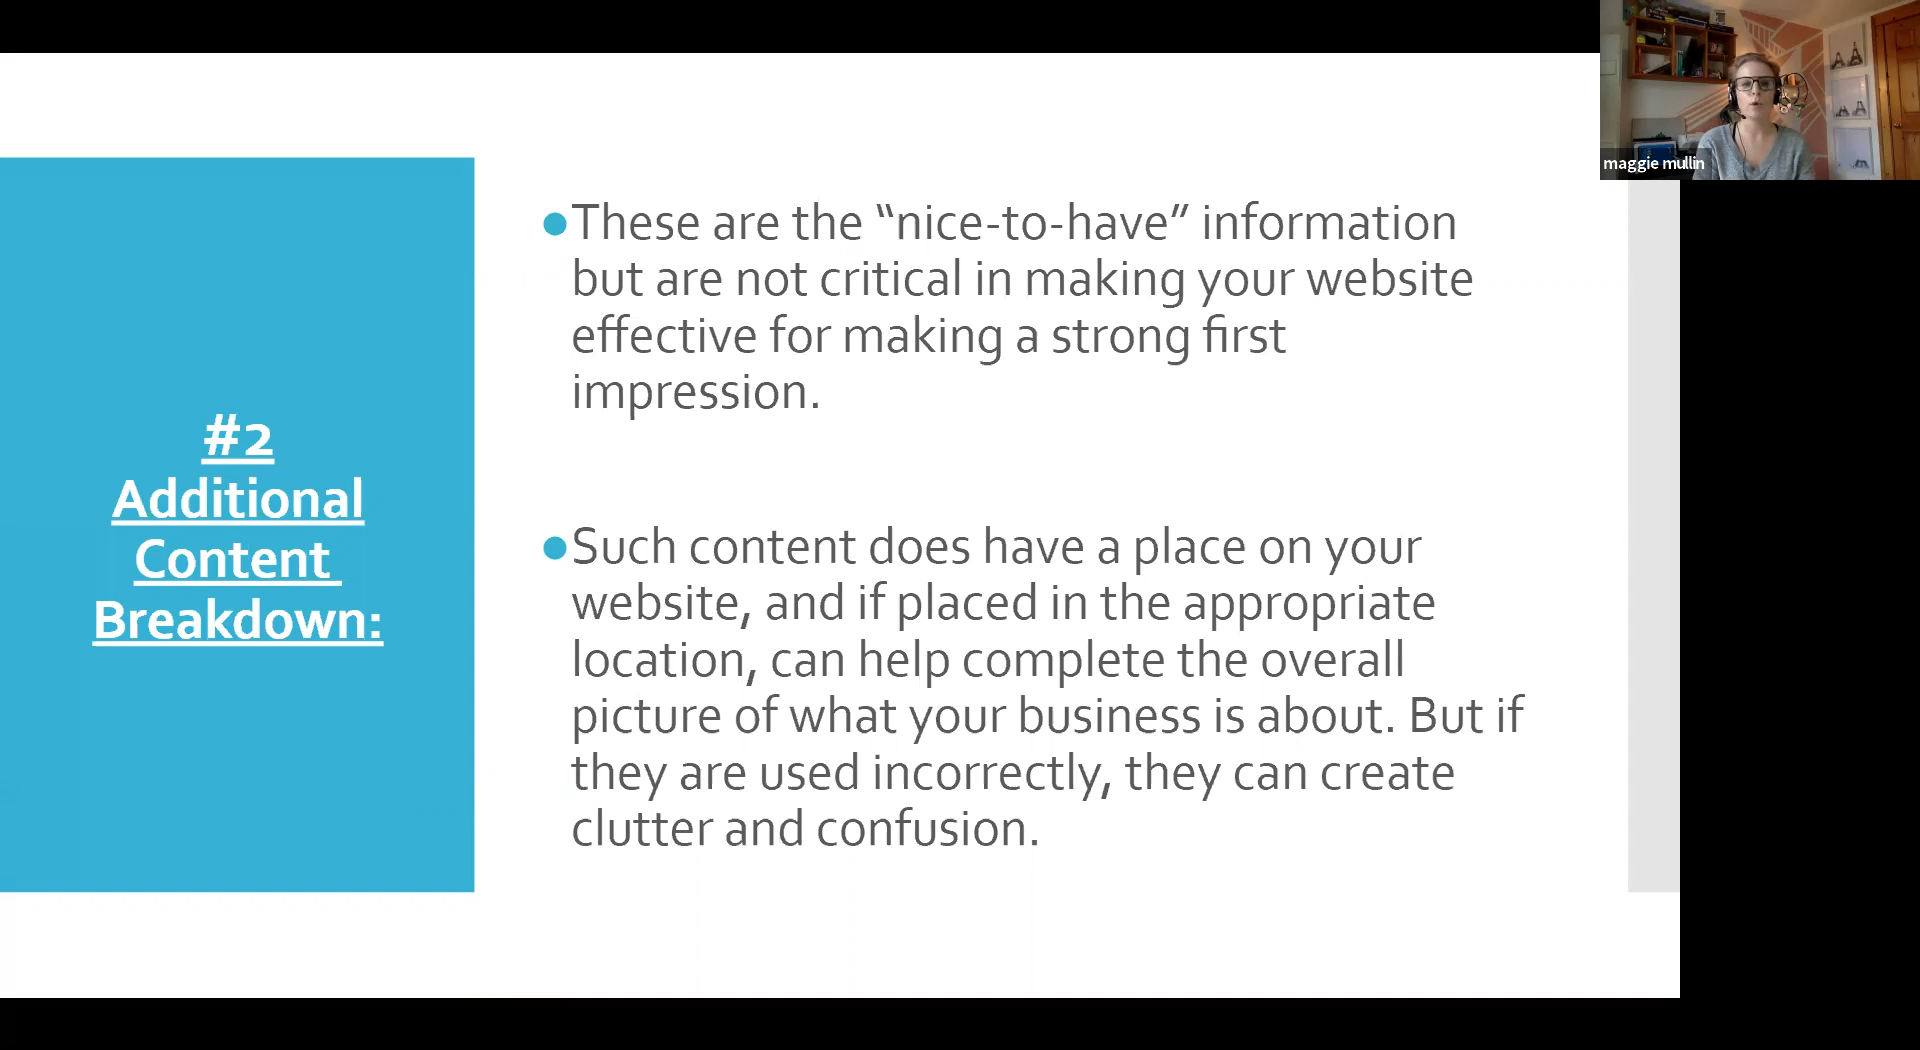 maggie mullin
#2
Additional
Content
Breakdown:
●These are the “nice-to-have” information
but are not critical in making your website
effective for making a strong first
impression.
●Such content does have a place on your
website, and if placed in the appropriate
location, can help complete the overall
picture of what your business is about. But if
they are used incorrectly, they can create
clutter and confusion.